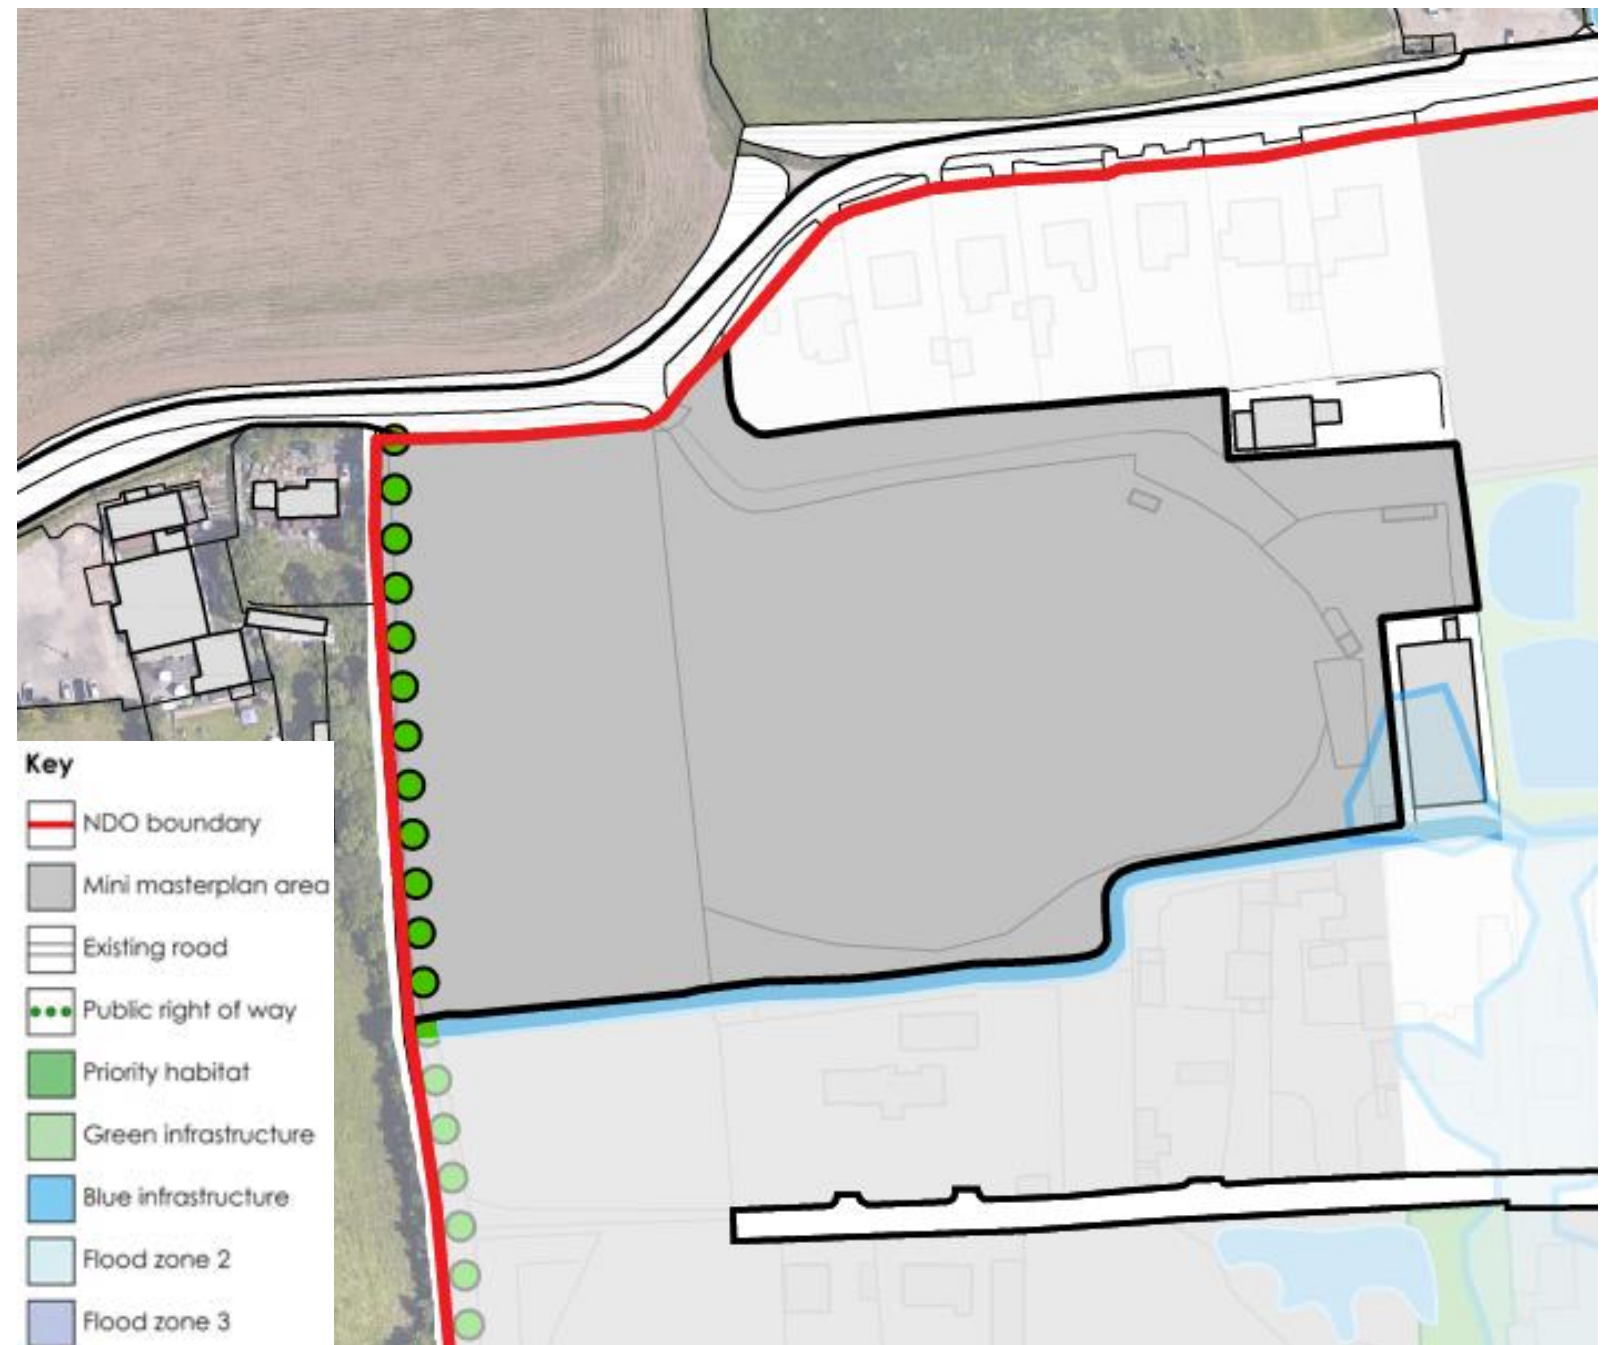 Key
NDO boundary
Mini masterplan area
Existing road
Public right of way
Priority habitat
Green infrastructure
Blue infrastructure
Flood zone 2
Flood zone 3